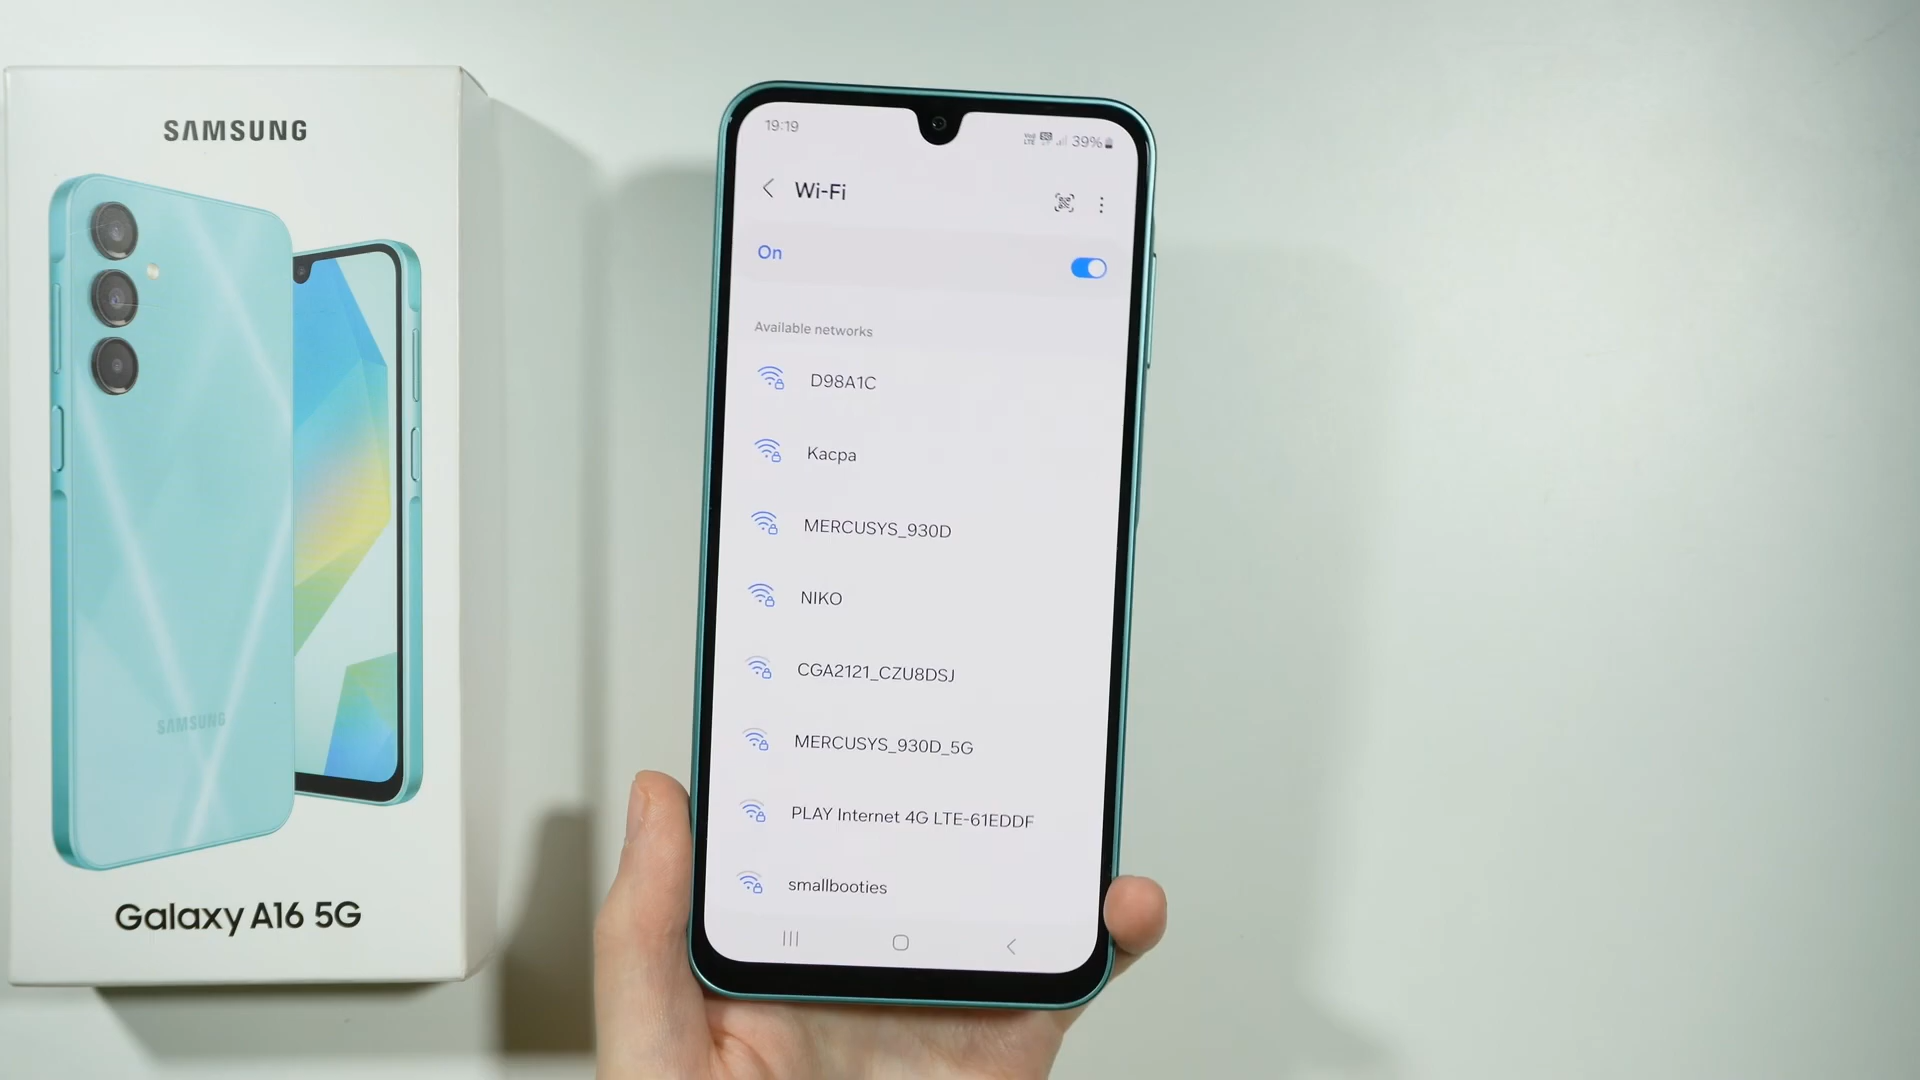 SAMSUNG
SAMSUNG
Galaxy A16 5G
19:19
39%
Wi-Fi
On
Available networks
D98A1C
Kacpa
MERCUSYS_930D
NIKO
CGA2121_CZU8DSJ
MERCUSYS_930D_5G
PLAY Internet 4G LTE-61EDDF
smallbooties